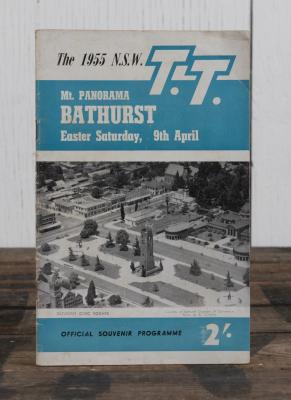 The 1955 N.S.W.
T.T.
Mt. PANORAMA
BATHURST
Easter Saturday, 9th April
BATHURST CIVIC SQUARE
OFFICIAL SOUVENIR PROGRAMME
2/-